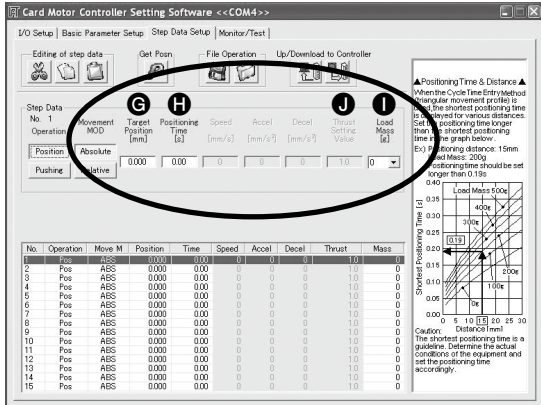 Card Motor Controller Setting Software <<COM4>>
I/O Setup Basic Parameter Setup Step Data Setup Monitor/Test
Editing of step data Get Posn File Operation Up/Download to Controller
Step Data
No. 1
Operation Movement MOD Target Position [mm] Positioning Time [s] Speed [mm/s] Accel [mm/s²] Decel [mm/s²] Thrust Setting Value Load Mass [g]
G H J I
Position Absolute 0.000 0.00 0 0 0 1.0 0
Pushing Relative
No. Operation Move M Position Time Speed Accel Decel Thrust Mass
1 Pos ABS 0.000 0.00 0 0 0 1.0 0
2 Pos ABS 0.000 0.00 0 0 0 1.0 0
3 Pos ABS 0.000 0.00 0 0 0 1.0 0
4 Pos ABS 0.000 0.00 0 0 0 1.0 0
5 Pos ABS 0.000 0.00 0 0 0 1.0 0
6 Pos ABS 0.000 0.00 0 0 0 1.0 0
7 Pos ABS 0.000 0.00 0 0 0 1.0 0
8 Pos ABS 0.000 0.00 0 0 0 1.0 0
9 Pos ABS 0.000 0.00 0 0 0 1.0 0
10 Pos ABS 0.000 0.00 0 0 0 1.0 0
11 Pos ABS 0.000 0.00 0 0 0 1.0 0
12 Pos ABS 0.000 0.00 0 0 0 1.0 0
13 Pos ABS 0.000 0.00 0 0 0 1.0 0
14 Pos ABS 0.000 0.00 0 0 0 1.0 0
15 Pos ABS 0.000 0.00 0 0 0 1.0 0
▲Positioning Time & Distance▲
When the Cycle Time Entry Method
(triangular movement profile) is
used, the shortest positioning time
is displayed for various distances.
Set the positioning time longer
than the shortest positioning
time in the graph below.
Ex) Positioning distance: 15mm
Load Mass: 200g
Positioning time should be set
longer than 0.19s
Shortest Positioning Time [s]
0.40
0.35
0.30
0.25
0.20
0.15
0.10
0.05
0.00
0.19
Load Mass 500g
400g
300g
200g
100g
0g
0 5 10 15 20 25 30
Distance [mm]
Caution:
The shortest positioning time is a
guideline. Determine the actual
conditions of the equipment and
set the positioning time
accordingly.